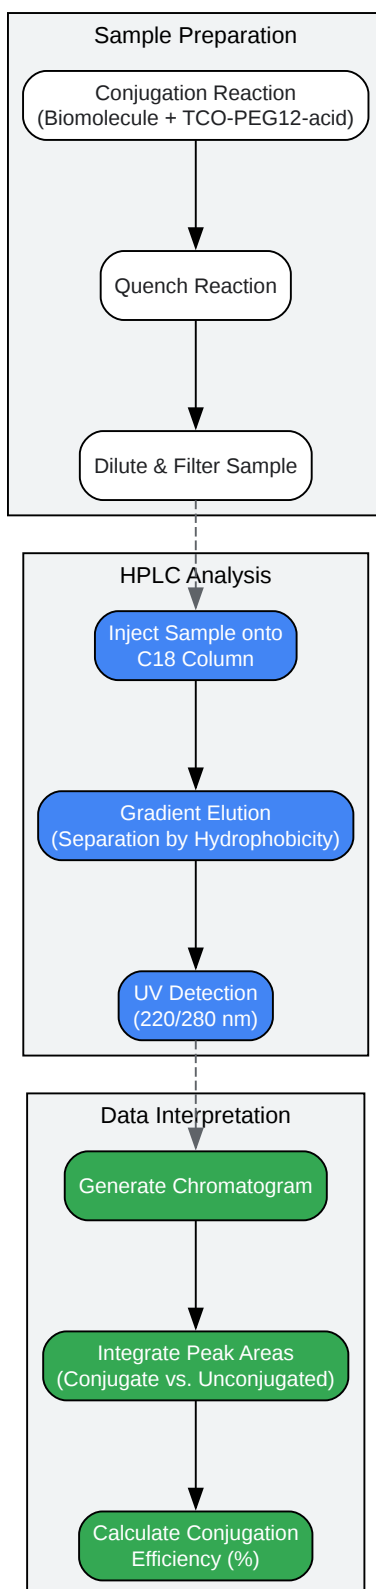 Sample Preparation
Conjugation Reaction
(Biomolecule + TCO-PEG12-acid)
Quench Reaction
Dilute & Filter Sample
HPLC Analysis
Inject Sample onto
C18 Column
Gradient Elution
(Separation by Hydrophobicity)
UV Detection
(220/280 nm)
Data Interpretation
Generate Chromatogram
Integrate Peak Areas
(Conjugate vs. Unconjugated)
Calculate Conjugation
Efficiency (%)